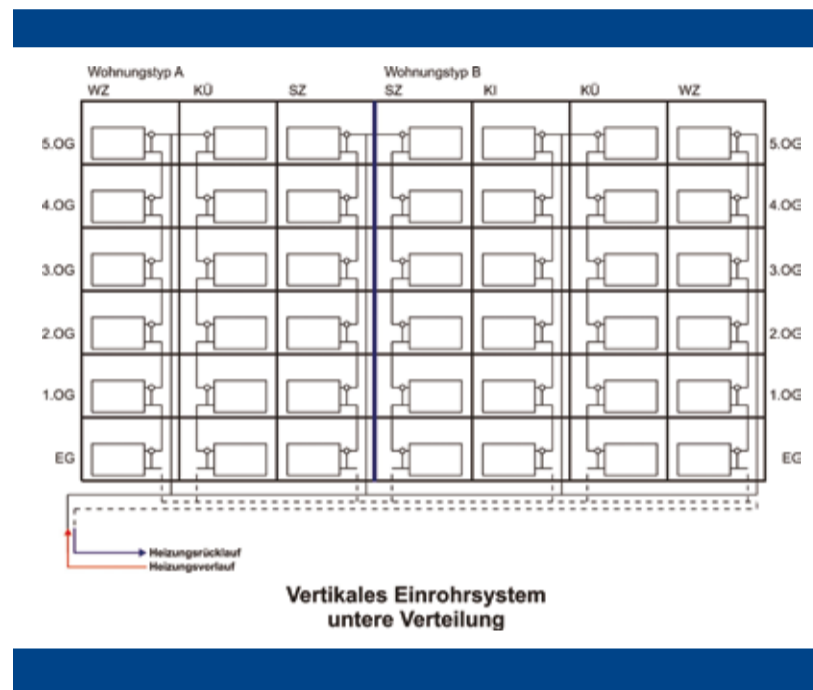 Wohnungstyp A Wohnungstyp B
WZ KÜ SZ SZ KI KÜ WZ
5.OG 5.OG
4.OG 4.OG
3.OG 3.OG
2.OG 2.OG
1.OG 1.OG
EG EG
Heizungsrücklauf
Heizungsvorlauf
Vertikales Einrohrsystem
untere Verteilung